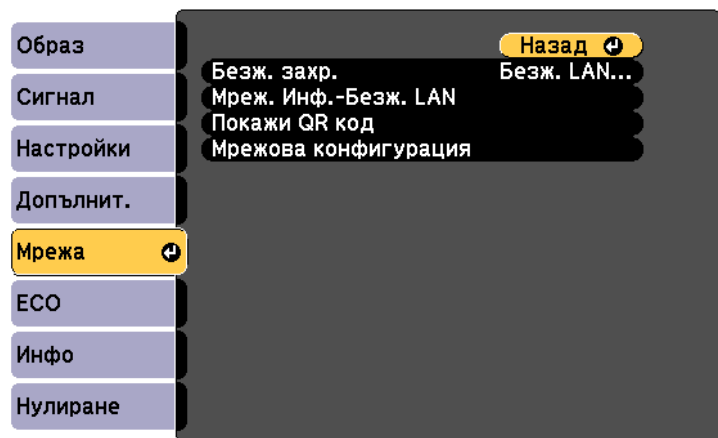 Образ
Сигнал
Настройки
Допълнит.
Мрежа
ECO
Инфо
Нулиране
Назад
Безж. захр. Безж. LAN...
Мреж. Инф.-Безж. LAN
Покажи QR код
Мрежова конфигурация